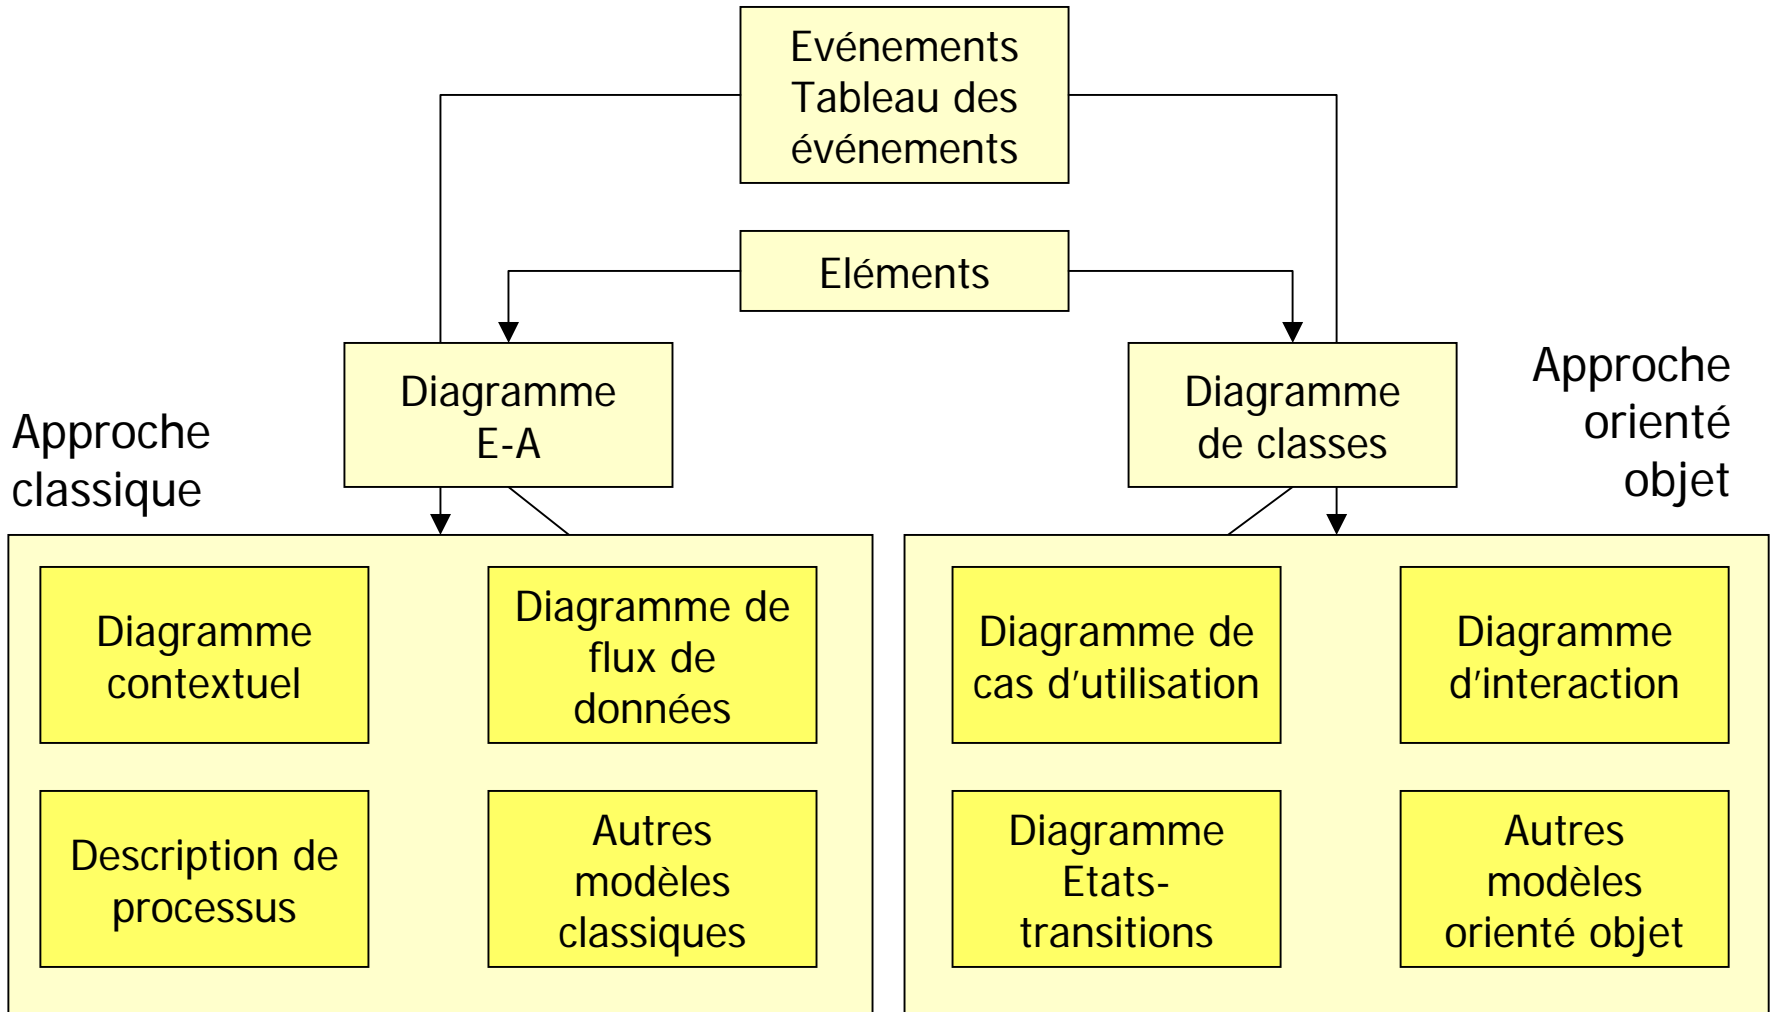 Evénements
Tableau des
événements
Eléments
Diagramme
E-A
Diagramme
de classes
Approche
classique
Approche
orienté
objet
Diagramme
contextuel
Diagramme de
flux de
données
Description de
processus
Autres
modèles
classiques
Diagramme de
cas d'utilisation
Diagramme
d'interaction
Diagramme
Etats-
transitions
Autres
modèles
orienté objet